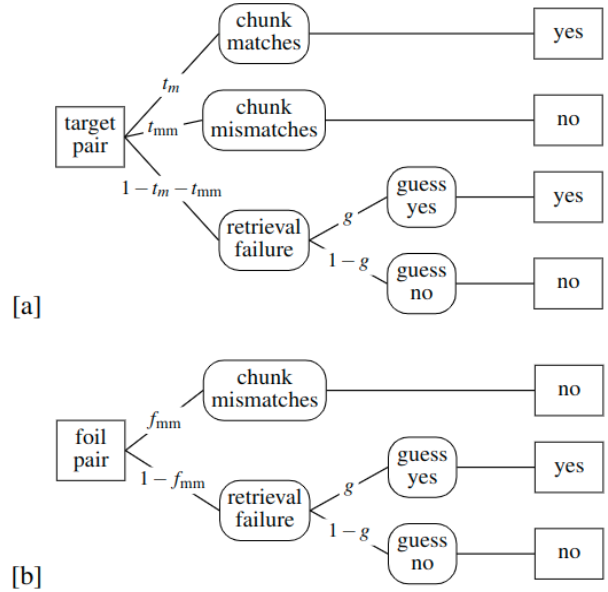 chunk
matches
yes
t_m
target
pair
t_mm
chunk
mismatches
no
1 − t_m − t_mm
retrieval
failure
g
guess
yes
yes
1 − g
guess
no
no
[a]
chunk
mismatches
no
f_mm
foil
pair
1 − f_mm
retrieval
failure
g
guess
yes
yes
1 − g
guess
no
no
[b]